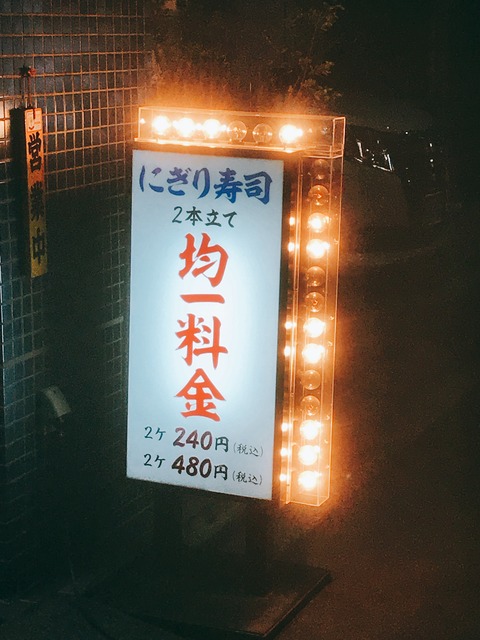 営業中
にぎり寿司
2本立て
均一料金
2ケ 240円(税込)
2ケ 480円(税込)